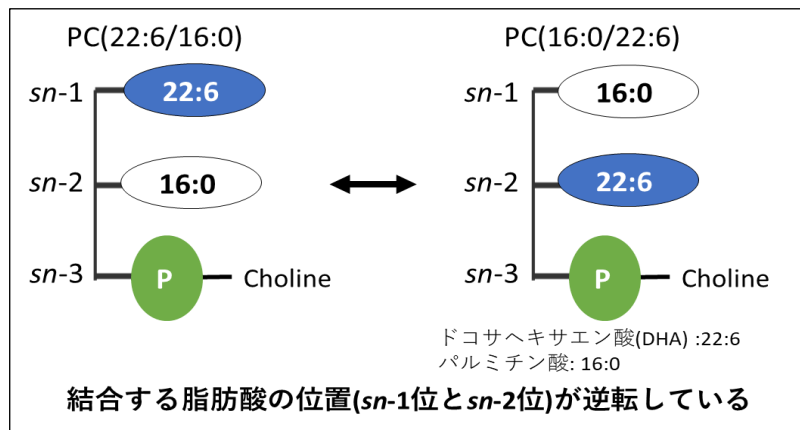 PC(22:6/16:0)
sn-1
22:6
sn-2
16:0
sn-3
P
Choline
PC(16:0/22:6)
sn-1
16:0
sn-2
22:6
sn-3
P
Choline
ドコサヘキサエン酸(DHA) :22:6
パルミチン酸: 16:0
結合する脂肪酸の位置(sn-1位とsn-2位)が逆転している